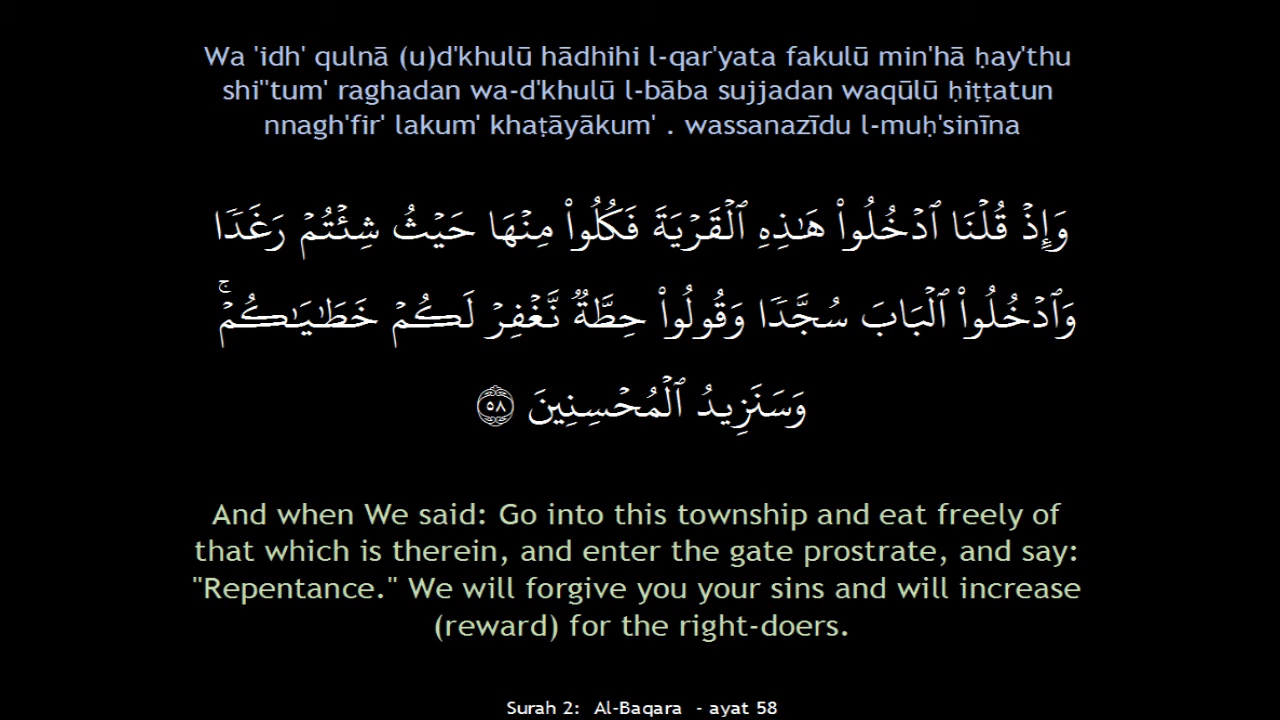 Wa 'idh' qulnā (u)d'khulū hādhihi l-qar'yata fakulū min'hā ḥay'thu
shi''tum' raghadan wa-d'khulū l-bāba sujjadan waqūlū ḥiṭṭatun
nnagh'fir' lakum' khaṭāyākum' . wassanazīdu l-muḥ'sinīna
وَإِذۡ قُلۡنَا ٱدۡخُلُواْ هَـٰذِهِ ٱلۡقَرۡيَةَ فَكُلُواْ مِنۡهَا حَيۡثُ شِئۡتُمۡ رَغَدٗا
وَٱدۡخُلُواْ ٱلۡبَابَ سُجَّدٗا وَقُولُواْ حِطَّةٞ نَّغۡفِرۡ لَكُمۡ خَطَٰيَٰكُمۡۚ
وَسَنَزِيدُ ٱلۡمُحۡسِنِينَ ٥٨
And when We said: Go into this township and eat freely of
that which is therein, and enter the gate prostrate, and say:
"Repentance." We will forgive you your sins and will increase
(reward) for the right-doers.
Surah 2: Al-Baqara - ayat 58